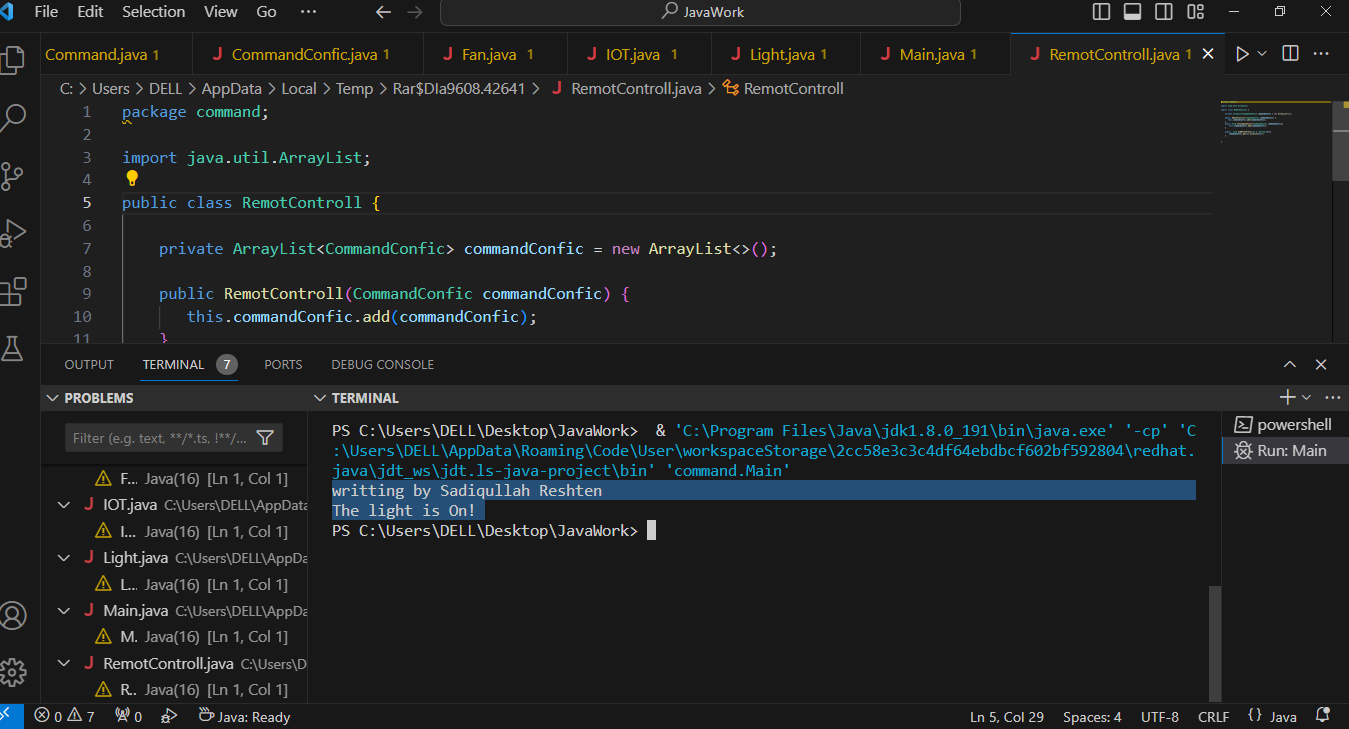 File Edit Selection View Go ··· JavaWork
Command.java 1 J CommandConfic.java 1 J Fan.java 1 J IOT.java 1 J Light.java 1 J Main.java 1 J RemotControll.java 1
C: > Users > DELL > AppData > Local > Temp > Rar$DIa9608.42641 > J RemotControll.java > RemotControll
1 package command;
2
3 import java.util.ArrayList;
4
5 public class RemotControll {
6
7 private ArrayList<CommandConfic> commandConfic = new ArrayList<>();
8
9 public RemotControll(CommandConfic commandConfic) {
10 this.commandConfic.add(commandConfic);
11 }
OUTPUT TERMINAL 7 PORTS DEBUG CONSOLE
PROBLEMS
Filter (e.g. text, **/*.ts, !**/...
F... Java(16) [Ln 1, Col 1]
J IOT.java C:\Users\DELL\AppData
I... Java(16) [Ln 1, Col 1]
J Light.java C:\Users\DELL\AppDa
L... Java(16) [Ln 1, Col 1]
J Main.java C:\Users\DELL\AppDa
M. Java(16) [Ln 1, Col 1]
J RemotControll.java C:\Users\D
R.. Java(16) [Ln 1, Col 1]
TERMINAL
PS C:\Users\DELL\Desktop\JavaWork> & 'C:\Program Files\Java\jdk1.8.0_191\bin\java.exe' '-cp' 'C
:\Users\DELL\AppData\Roaming\Code\User\workspaceStorage\2cc58e3c3c4df64ebdbcf602bf592804\redhat.
java\jdt_ws\jdt.ls-java-project\bin' 'command.Main'
writting by Sadiqullah Reshten
The light is On!
PS C:\Users\DELL\Desktop\JavaWork>
powershell
Run: Main
0 7 0 Java: Ready Ln 5, Col 29 Spaces: 4 UTF-8 CRLF {} Java